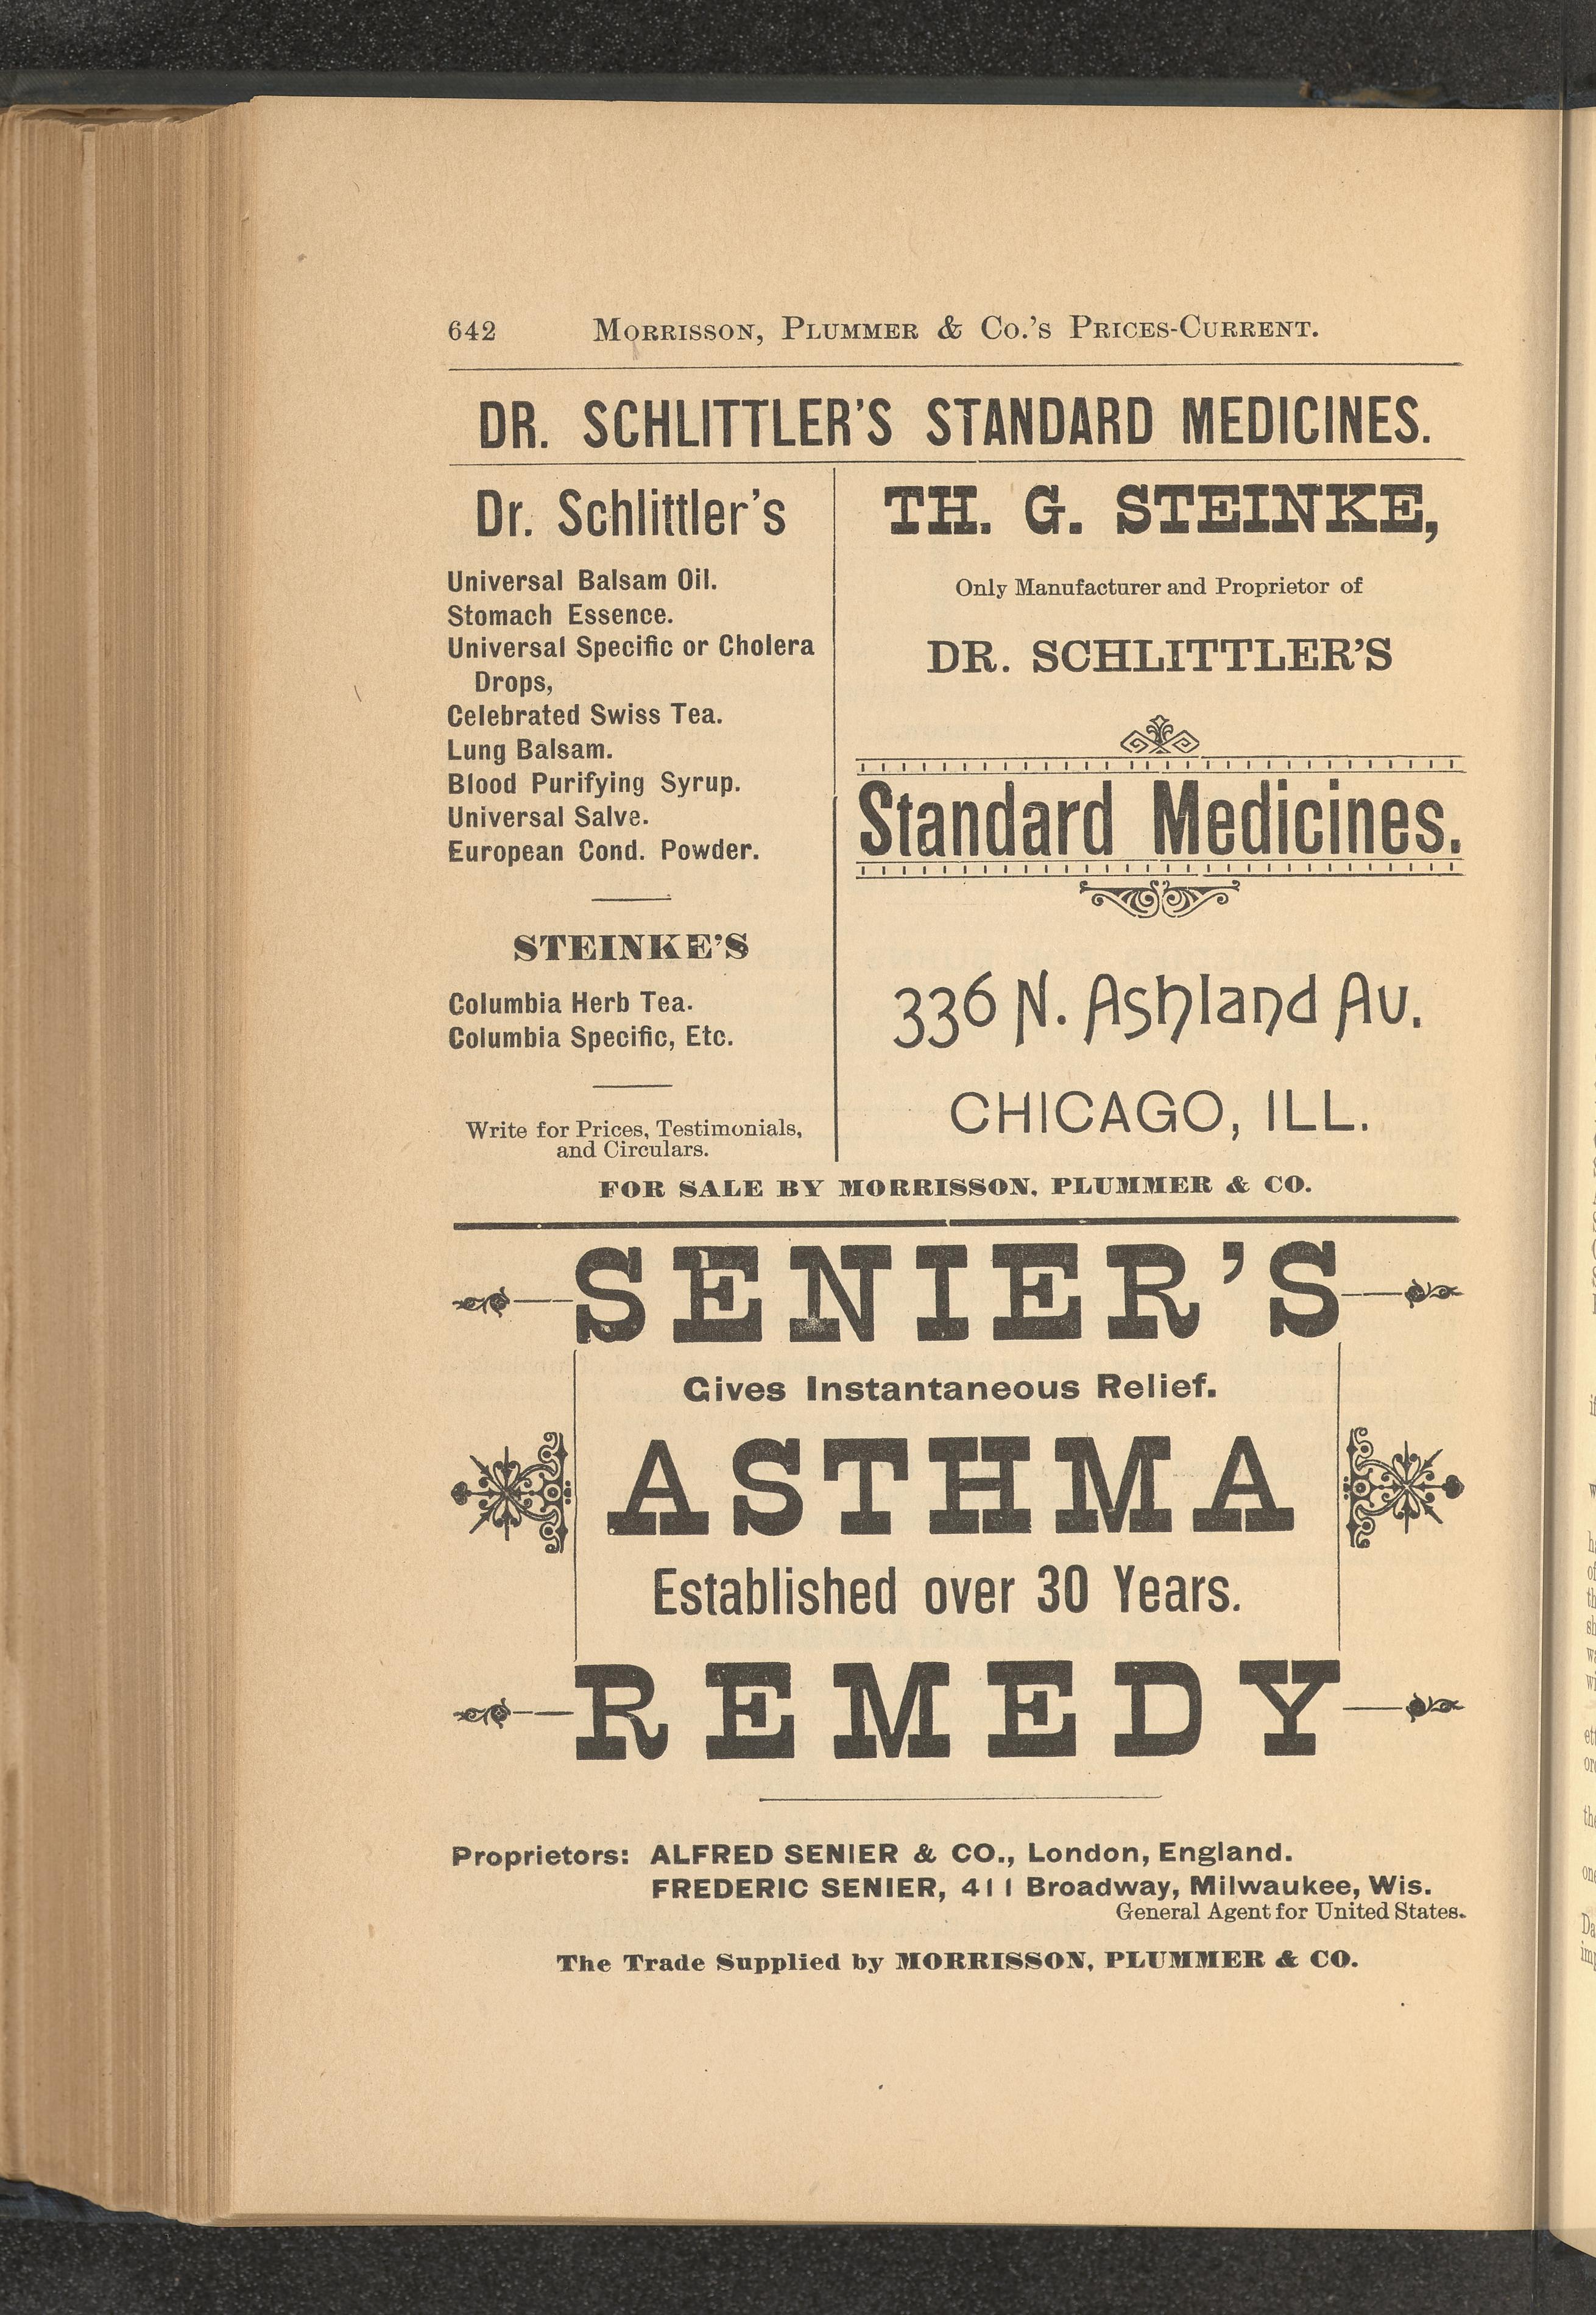 642 MORRISSON, PLUMMER & CO.'S PRICES-CURRENT.
DR. SCHLITTLER'S STANDARD MEDICINES.
Dr. Schlittler's
Universal Balsam Oil.
Stomach Essence.
Universal Specific or Cholera
Drops,
Celebrated Swiss Tea.
Lung Balsam.
Blood Purifying Syrup.
Universal Salve.
European Cond. Powder.
STEINKE'S
Columbia Herb Tea.
Columbia Specific, Etc.
Write for Prices, Testimonials,
and Circulars.
TH. G. STEINKE,
Only Manufacturer and Proprietor of
DR. SCHLITTLER'S
Standard Medicines.
336 N. Ashland Av.
CHICAGO, ILL.
FOR SALE BY MORRISSON, PLUMMER & CO.
SENIER'S
Gives Instantaneous Relief.
ASTHMA
Established over 30 Years.
REMEDY
Proprietors: ALFRED SENIER & CO., London, England.
FREDERIC SENIER, 411 Broadway, Milwaukee, Wis.
General Agent for United States.
The Trade Supplied by MORRISSON, PLUMMER & CO.